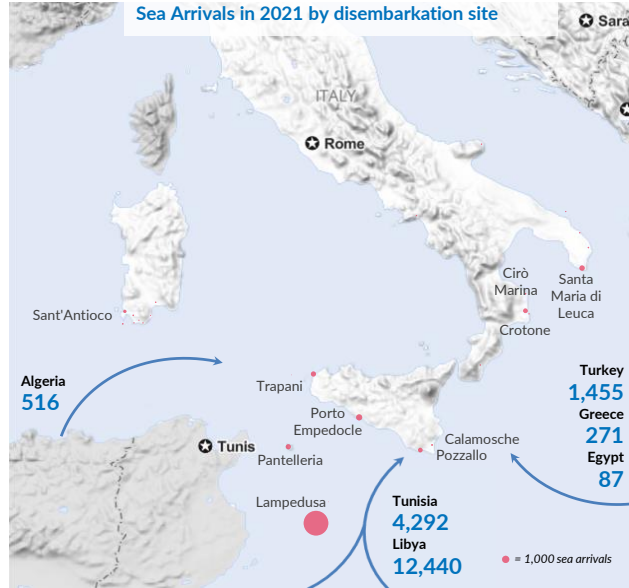 Sea Arrivals in 2021 by disembarkation site
Sara
ITALY
Rome
Cirò
Marina
Santa
Maria di
Leuca
Crotone
Sant'Antioco
Algeria
516
Trapani
Porto
Empedocle
Turkey
1,455
Greece
271
Egypt
87
Tunis
Pantelleria
Calamosche
Pozzallo
Lampedusa
Tunisia
4,292
Libya
12,440
= 1,000 sea arrivals